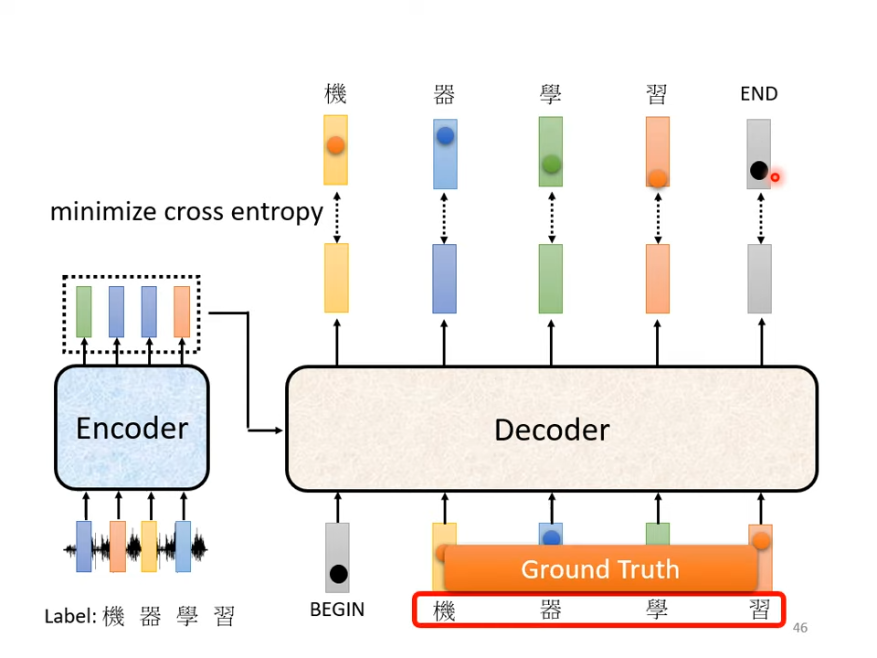 機 器 學 習 END
minimize cross entropy
Encoder
Decoder
Ground Truth
Label: 機 器 學 習
BEGIN 機 器 學 習
46